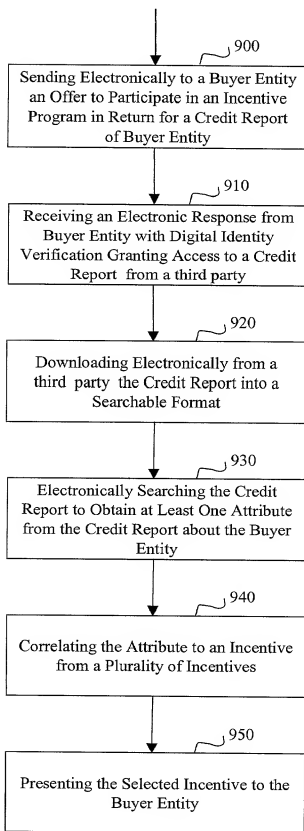 900
Sending Electronically to a Buyer Entity
an Offer to Participate in an Incentive
Program in Return for a Credit Report
of Buyer Entity
910
Receiving an Electronic Response from
Buyer Entity with Digital Identity
Verification Granting Access to a Credit
Report from a third party
920
Downloading Electronically from a
third party the Credit Report into a
Searchable Format
930
Electronically Searching the Credit
Report to Obtain at Least One Attribute
from the Credit Report about the Buyer
Entity
940
Correlating the Attribute to an Incentive
from a Plurality of Incentives
950
Presenting the Selected Incentive to the
Buyer Entity